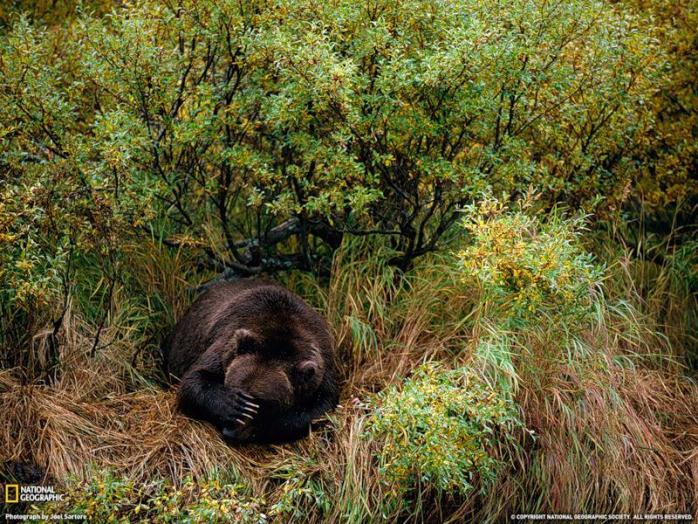 NATIONAL
GEOGRAPHIC
Photograph by Joel Sartore
© COPYRIGHT NATIONAL GEOGRAPHIC SOCIETY. ALL RIGHTS RESERVED.